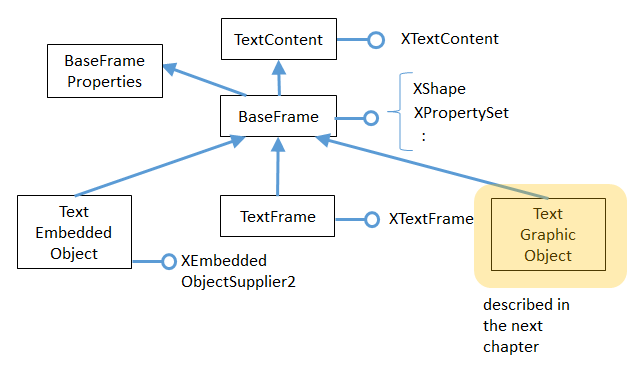 TextContent
XTextContent
BaseFrame
Properties
XShape
XPropertySet
:
BaseFrame
Text
Embedded
Object
TextFrame
XTextFrame
Text
Graphic
Object
XEmbedded
ObjectSupplier2
described in
the next
chapter